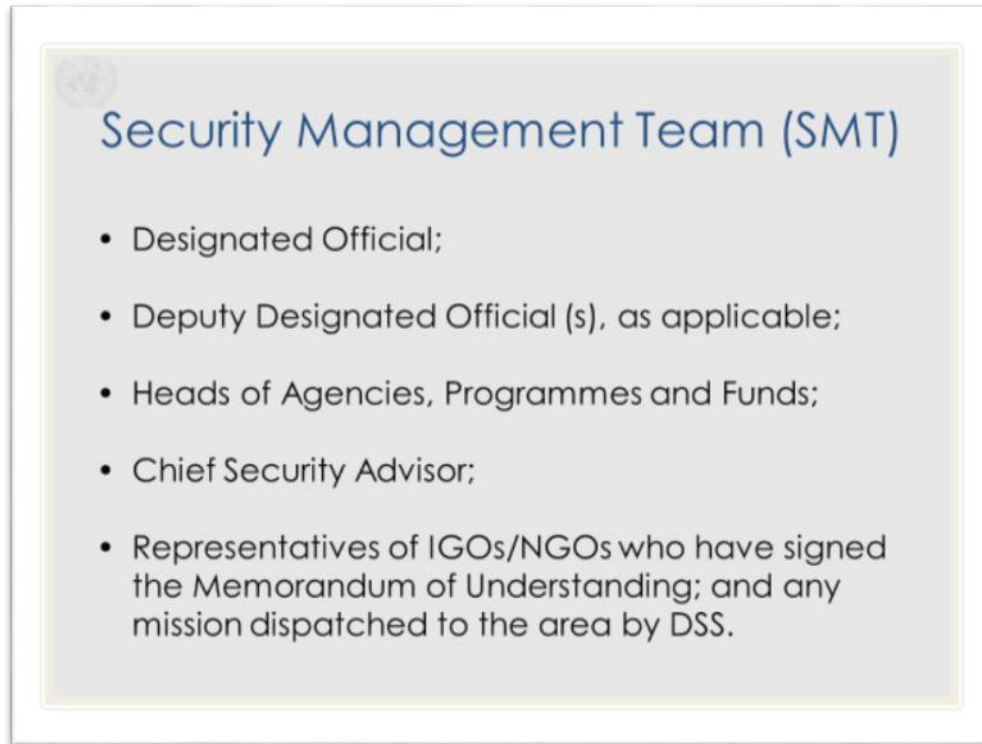 Security Management Team (SMT)
• Designated Official;
• Deputy Designated Official (s), as applicable;
• Heads of Agencies, Programmes and Funds;
• Chief Security Advisor;
• Representatives of IGOs/NGOs who have signed
the Memorandum of Understanding; and any
mission dispatched to the area by DSS.